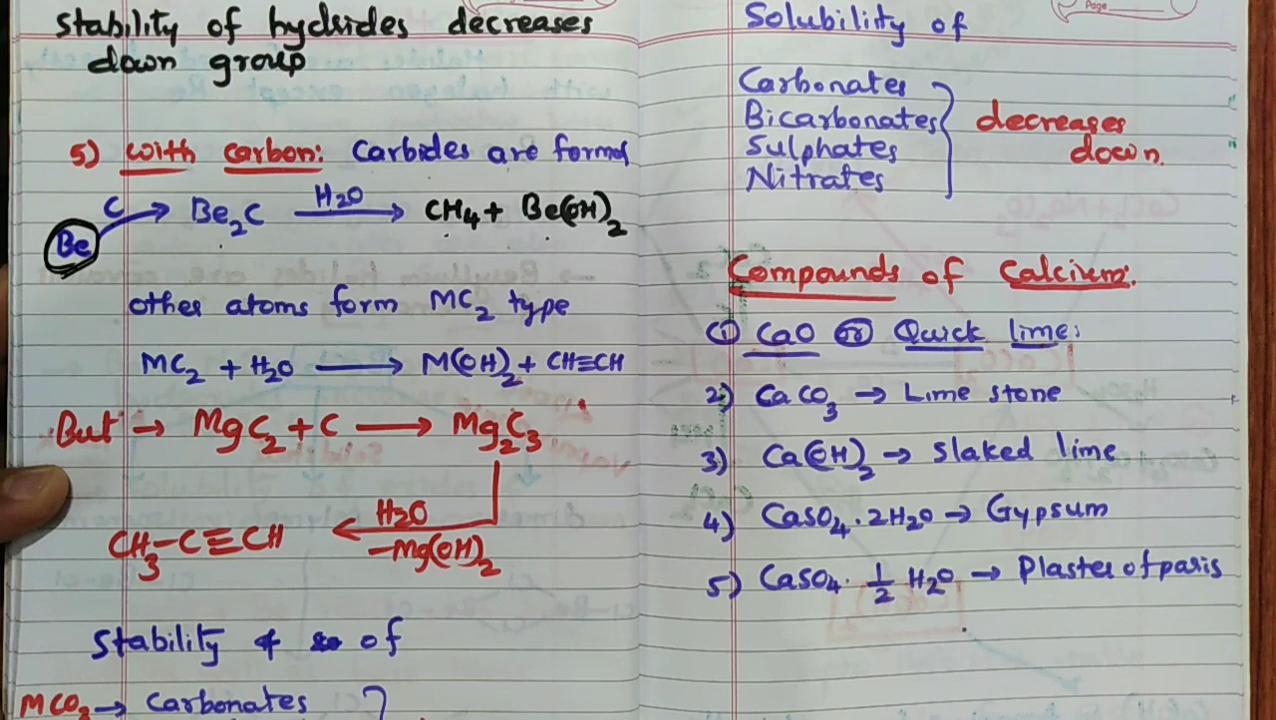 Stability of hydrides decreases
down group
5) with carbon: Carbides are formed
Be C → Be₂C H₂O → CH₄ + Be(OH)₂
other atoms form MC₂ type
MC₂ + H₂O → M(OH)₂ + CH≡CH
But → MgC₂ + C → Mg₂C₃
H₂O
CH₃-C≡CH ←
-Mg(OH)₂
Stability & of
MCO₃ → Carbonates
Page
Solubility of
Carbonates
Bicarbonates
Sulphates
Nitrates
decreases
down.
Compounds of Calcium:
(1) CaO or Quick lime:
2) CaCO₃ → Lime stone
3) Ca(OH)₂ → Slaked lime
4) CaSO₄.2H₂O → Gypsum
5) CaSO₄. 1/2 H₂O → Plaster of paris